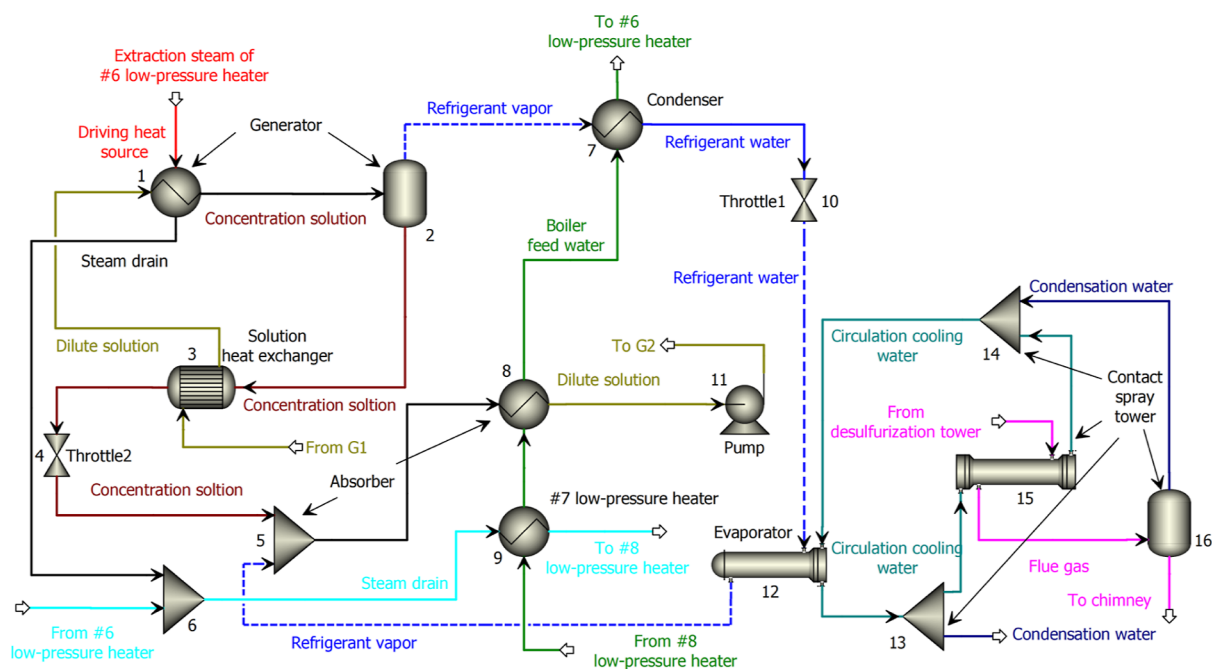 To #6
low-pressure heater
Extraction steam of
#6 low-pressure heater
Driving heat
source
Generator
Refrigerant vapor
Condenser
7
Refrigerant water
1
Concentration solution
2
Throttle1
10
Steam drain
Boiler
feed water
Refrigerant water
Condensation water
Dilute solution
3
Solution
heat exchanger
To G2
Circulation cooling
water
14
8
Dilute solution
11
Contact
spray
tower
Concentration soltion
From
desulfurization tower
4
Throttle2
From G1
Pump
Absorber
Concentration soltion
15
#7 low-pressure heater
5
9
Evaporator
Circulation cooling
water
16
To #8
low-pressure heater
Steam drain
12
Flue gas
6
To chimney
13
Condensation water
From #6
low-pressure heater
Refrigerant vapor
From #8
low-pressure heater